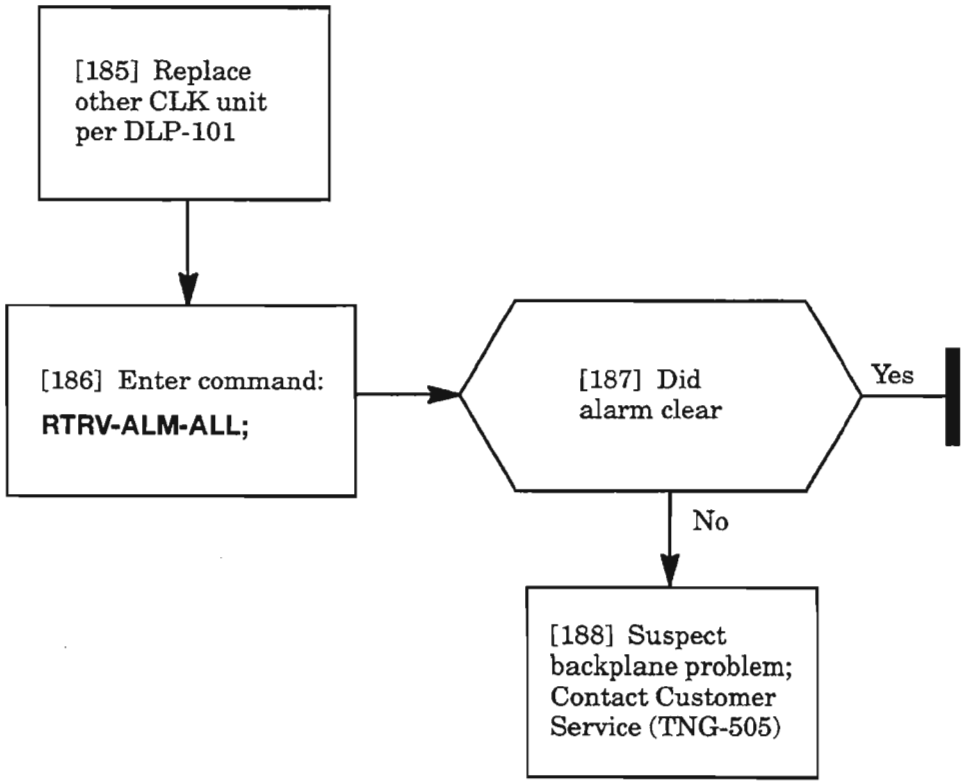 [185] Replace
other CLK unit
per DLP-101
[186] Enter command:
RTRV-ALM-ALL;
[187] Did
alarm clear
Yes
No
[188] Suspect
backplane problem;
Contact Customer
Service (TNG-505)